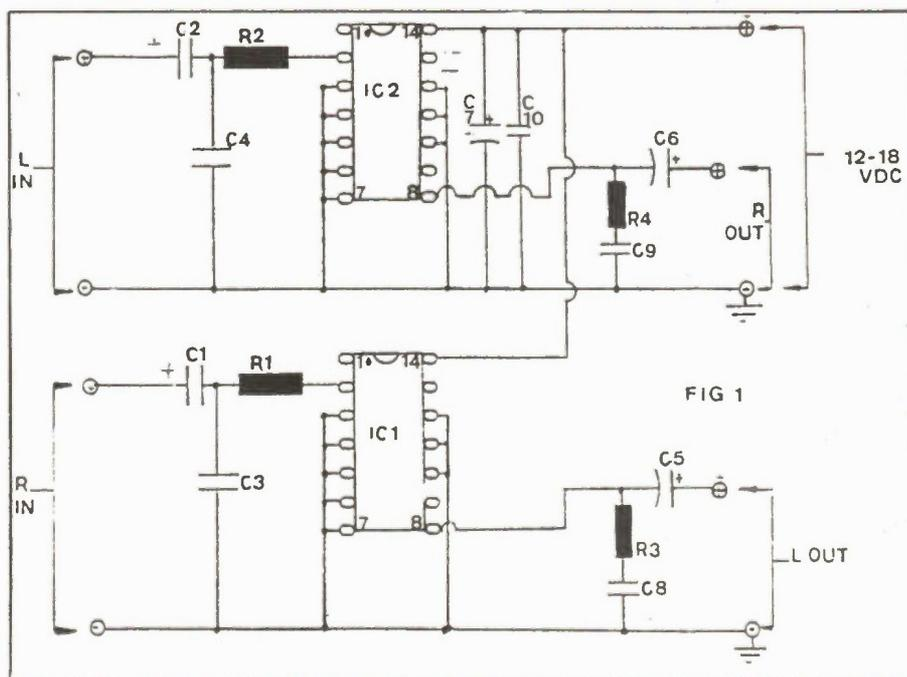 C2
R2
1
14
IC2
7
8
C4
L
IN
C
7
C
10
C6
R4
C9
R
OUT
12-18
VDC
C1
R1
1
14
IC1
7
8
C3
R
IN
FIG 1
C5
R3
C8
L OUT